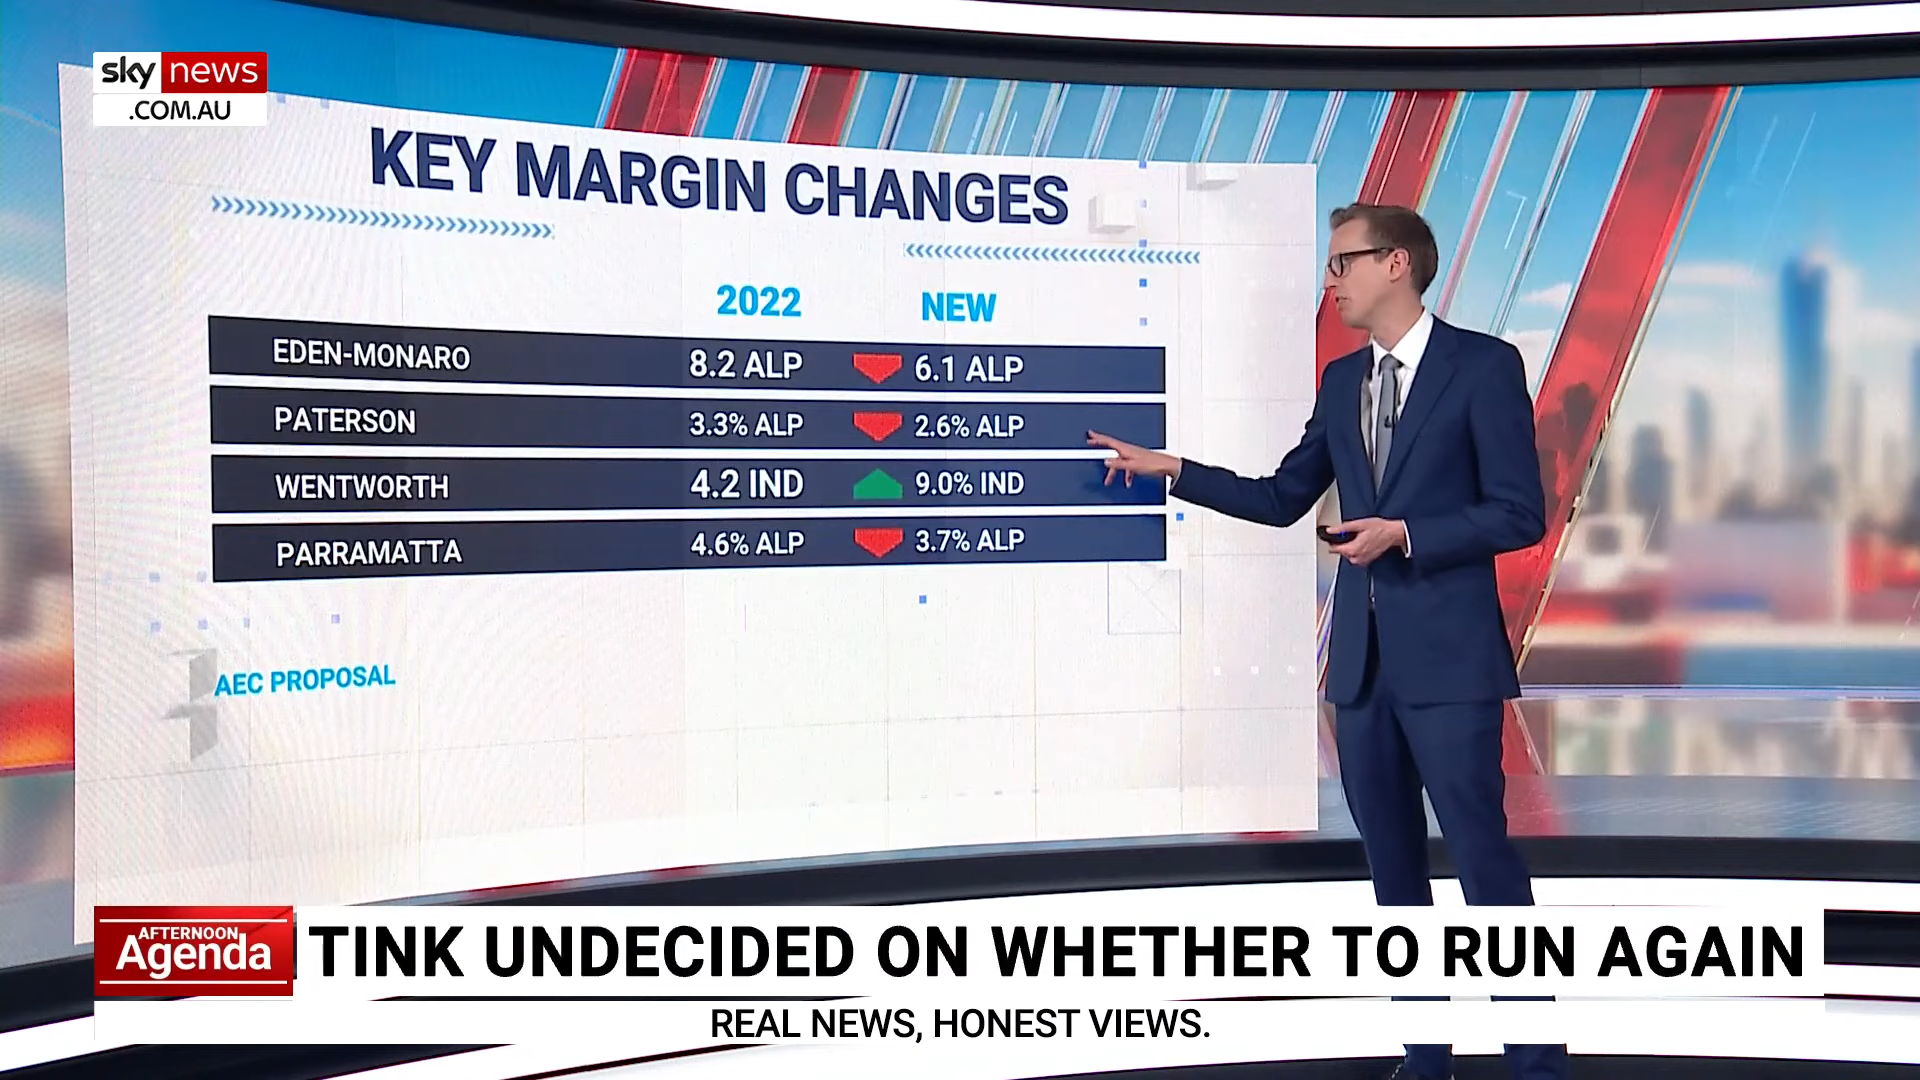 sky news
.COM.AU
KEY MARGIN CHANGES
2022 NEW
EDEN-MONARO 8.2 ALP 6.1 ALP
PATERSON 3.3% ALP 2.6% ALP
WENTWORTH 4.2 IND 9.0% IND
PARRAMATTA 4.6% ALP 3.7% ALP
AEC PROPOSAL
AFTERNOON
Agenda
TINK UNDECIDED ON WHETHER TO RUN AGAIN
REAL NEWS, HONEST VIEWS.